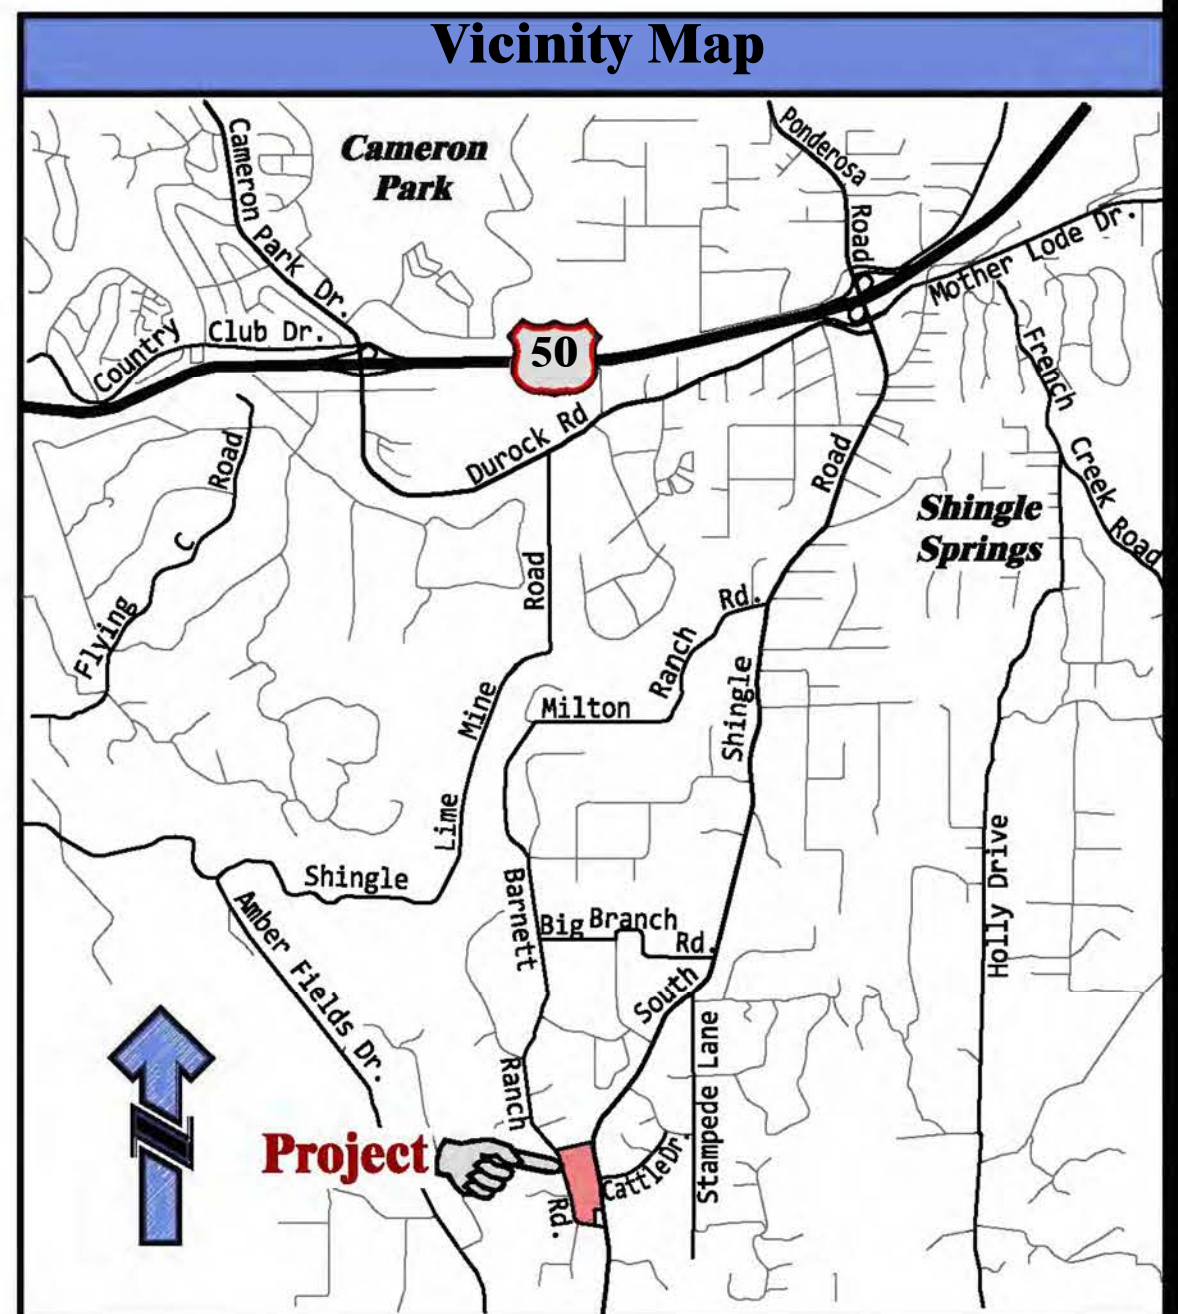 Vicinity Map
Cameron
Park
Cameron Park Dr.
Ponderosa Road
Mother Lode Dr.
Country Club Dr.
50
French Creek Road
Durock Rd
Flying C Road
South Shingle Road
Shingle
Springs
Shingle Lime Mine Road
Milton Ranch Rd.
Barnett Ranch Rd.
Big Branch Rd.
Holly Drive
Amber Fields Dr.
Stampede Lane
Cattle Dr.
Project
N